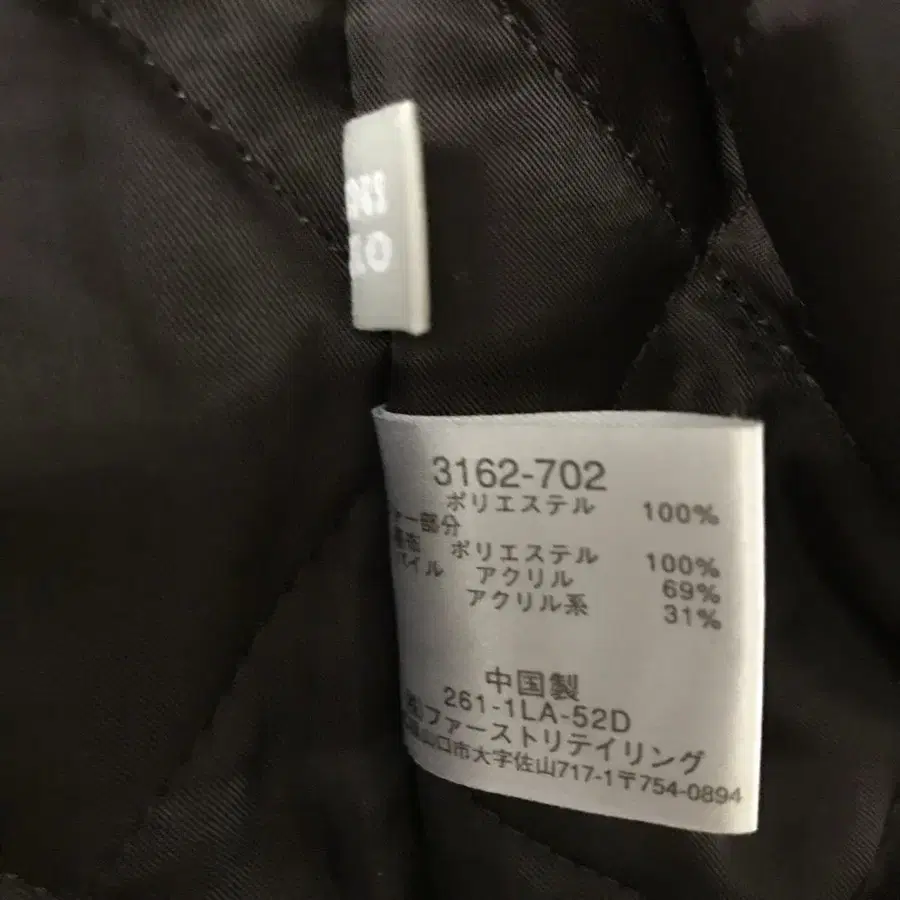 3162-702
ポリエステル 100%
ァー部分
基布 ポリエステル 100%
パイル アクリル 69%
アクリル系 31%
中国製
261-1LA-52D
ファーストリテイリング
山口市大字佐山717-1〒754-0894